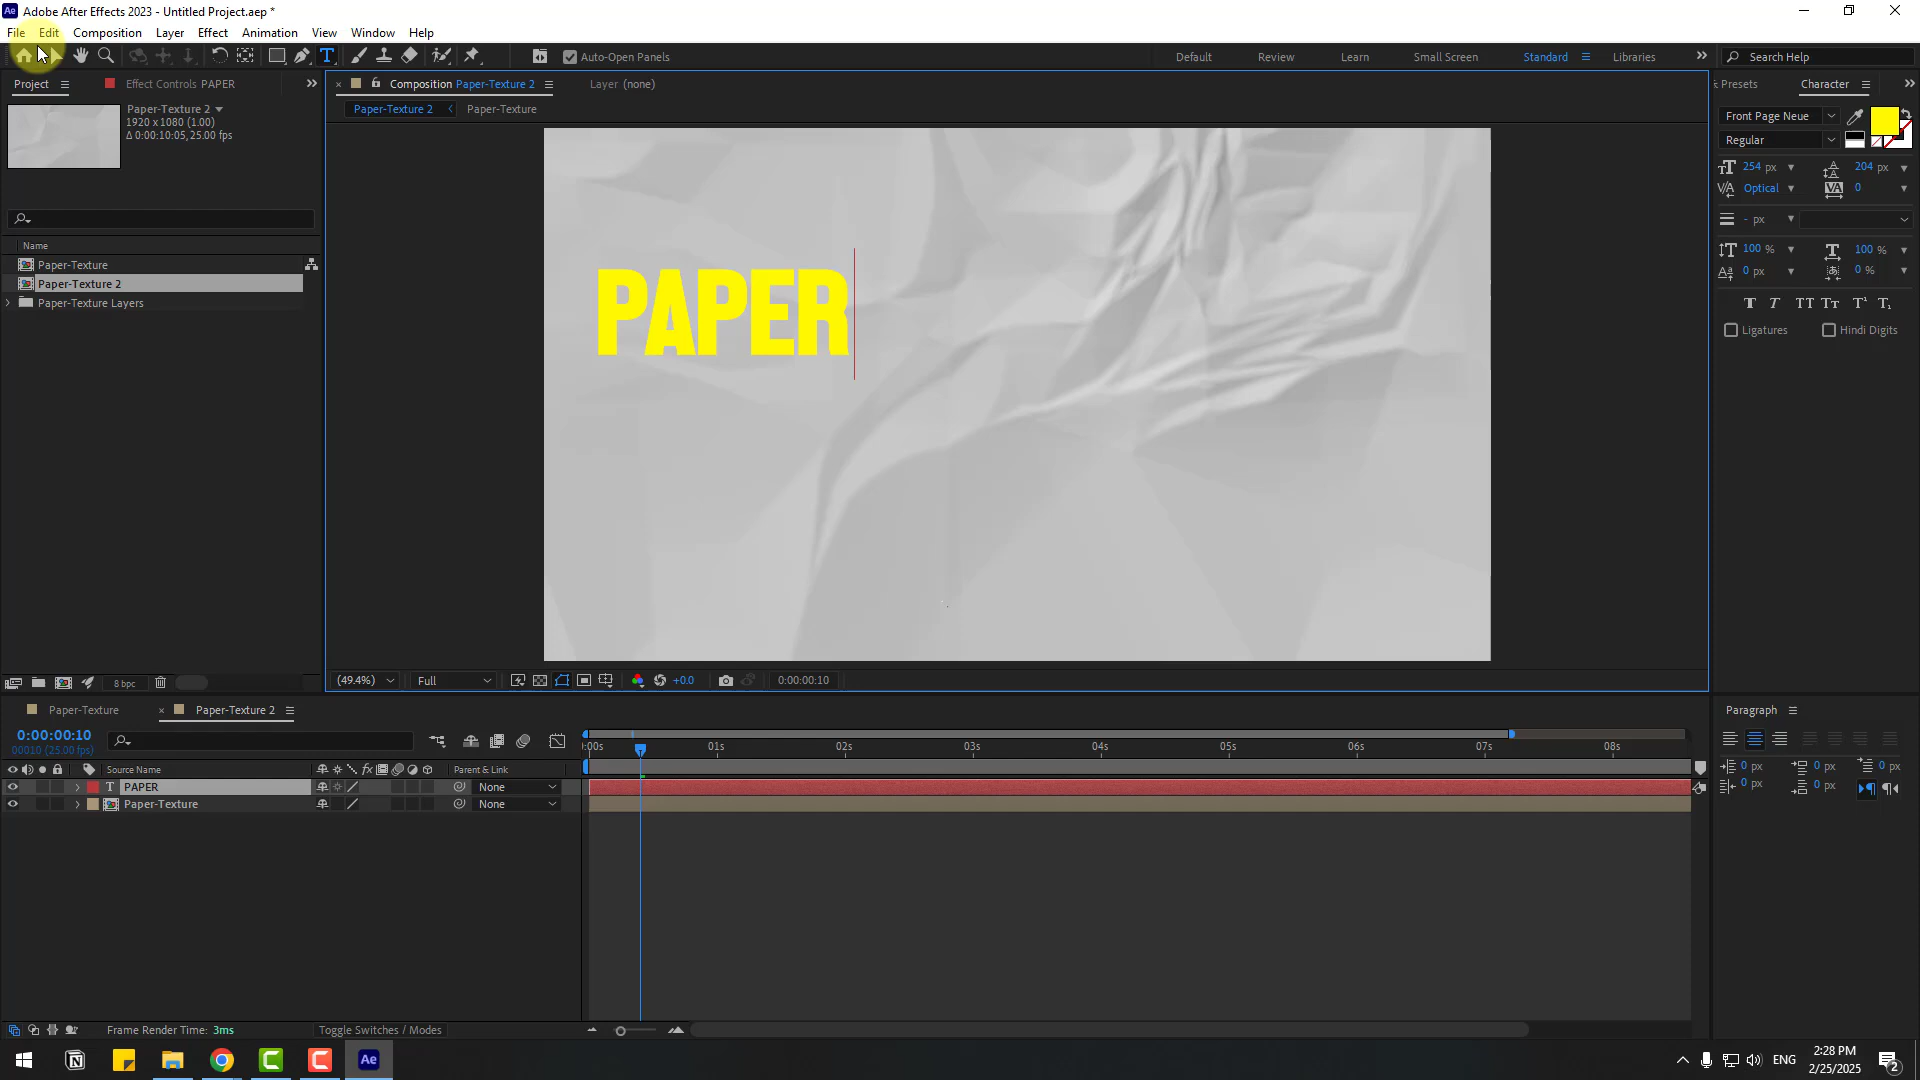 Adobe After Effects 2023 - Untitled Project.aep *
File Edit Composition Layer Effect Animation View Window Help
Auto-Open Panels
Default Review Learn Small Screen Standard Libraries
Search Help
Project Effect Controls PAPER
Composition Paper-Texture 2 Layer (none)
Presets Character
Paper-Texture 2
1920 x 1080 (1.00)
Δ 0:00:10:05, 25.00 fps
Paper-Texture 2 Paper-Texture
Front Page Neue
Regular
254 px 204 px
Optical 0
- px
100 % 100 %
0 px 0 %
Ligatures Hindi Digits
Name
Paper-Texture
Paper-Texture 2
Paper-Texture Layers
PAPER
8 bpc
(49.4%) Full +0.0 0:00:00:10
Paper-Texture Paper-Texture 2
0:00:00:10
00010 (25.00 fps)
:00s 01s 02s 03s 04s 05s 06s 07s 08s
Source Name Parent & Link
PAPER None
Paper-Texture None
Paragraph
0 px 0 px 0 px
0 px 0 px
Frame Render Time: 3ms Toggle Switches / Modes
Ae
ENG
2:28 PM
2/25/2025
2